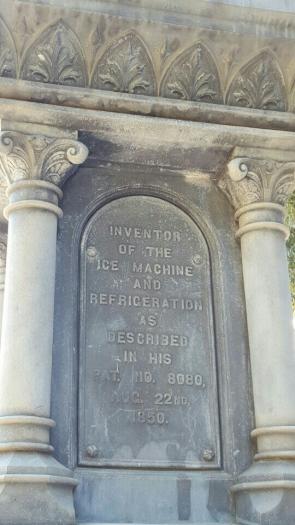 INVENTOR
OF THE
ICE MACHINE
AND
REFRIGERATION
AS
DESCRIBED
IN HIS
PAT. NO. 8080,
AUG. 22ND.
1850.